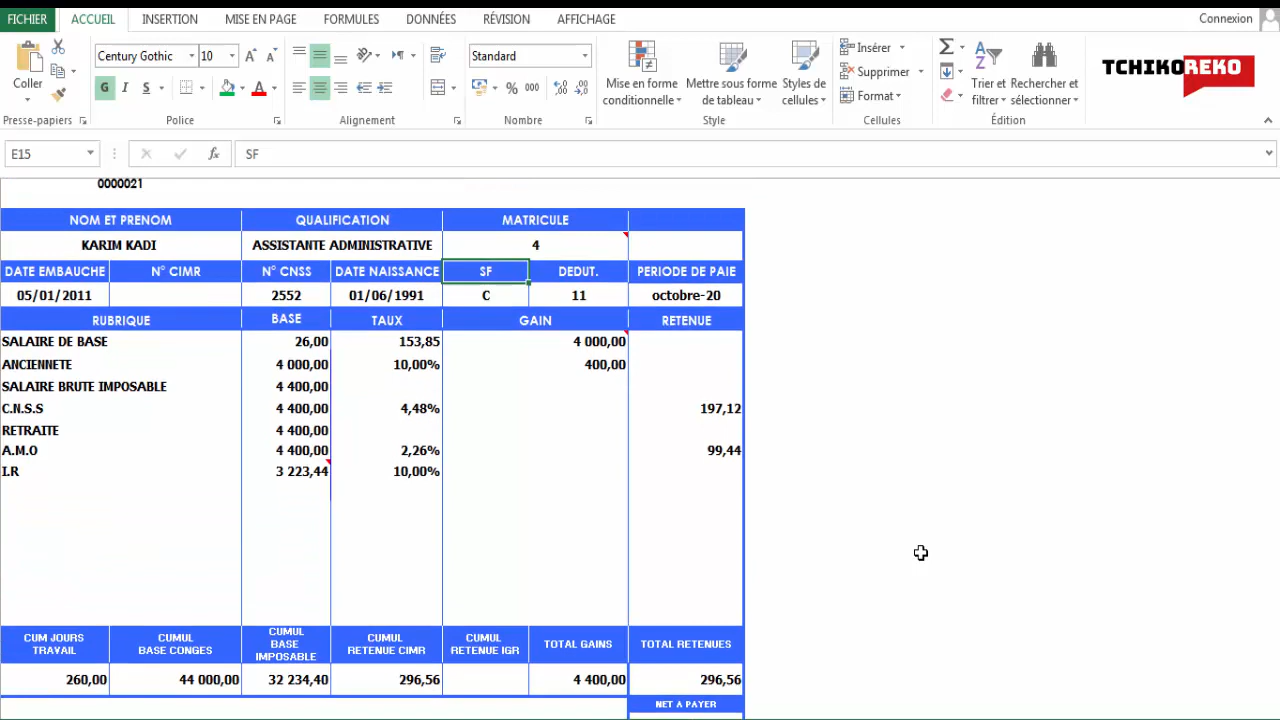 FICHIER ACCUEIL INSERTION MISE EN PAGE FORMULES DONNÉES RÉVISION AFFICHAGE Connexion
Century Gothic 10 Standard
Coller
G I S A % 000
Mise en forme conditionnelle
Mettre sous forme de tableau
Styles de cellules
Insérer
Supprimer
Format
Trier et filtrer
Rechercher et sélectionner
TCHIKOREKO
Presse-papiers Police Alignement Nombre Style Cellules Édition
E15 fx SF
0000021
NOM ET PRENOM QUALIFICATION MATRICULE
KARIM KADI ASSISTANTE ADMINISTRATIVE 4
DATE EMBAUCHE N° CIMR N° CNSS DATE NAISSANCE SF DEDUT. PERIODE DE PAIE
05/01/2011 2552 01/06/1991 C 11 octobre-20
RUBRIQUE BASE TAUX GAIN RETENUE
SALAIRE DE BASE 26,00 153,85 4 000,00
ANCIENNETE 4 000,00 10,00% 400,00
SALAIRE BRUTE IMPOSABLE 4 400,00
C.N.S.S 4 400,00 4,48% 197,12
RETRAITE 4 400,00
A.M.O 4 400,00 2,26% 99,44
I.R 3 223,44 10,00%
CUM JOURS TRAVAIL CUMUL BASE CONGES CUMUL BASE IMPOSABLE CUMUL RETENUE CIMR CUMUL RETENUE IGR TOTAL GAINS TOTAL RETENUES
260,00 44 000,00 32 234,40 296,56 4 400,00 296,56
NET A PAYER